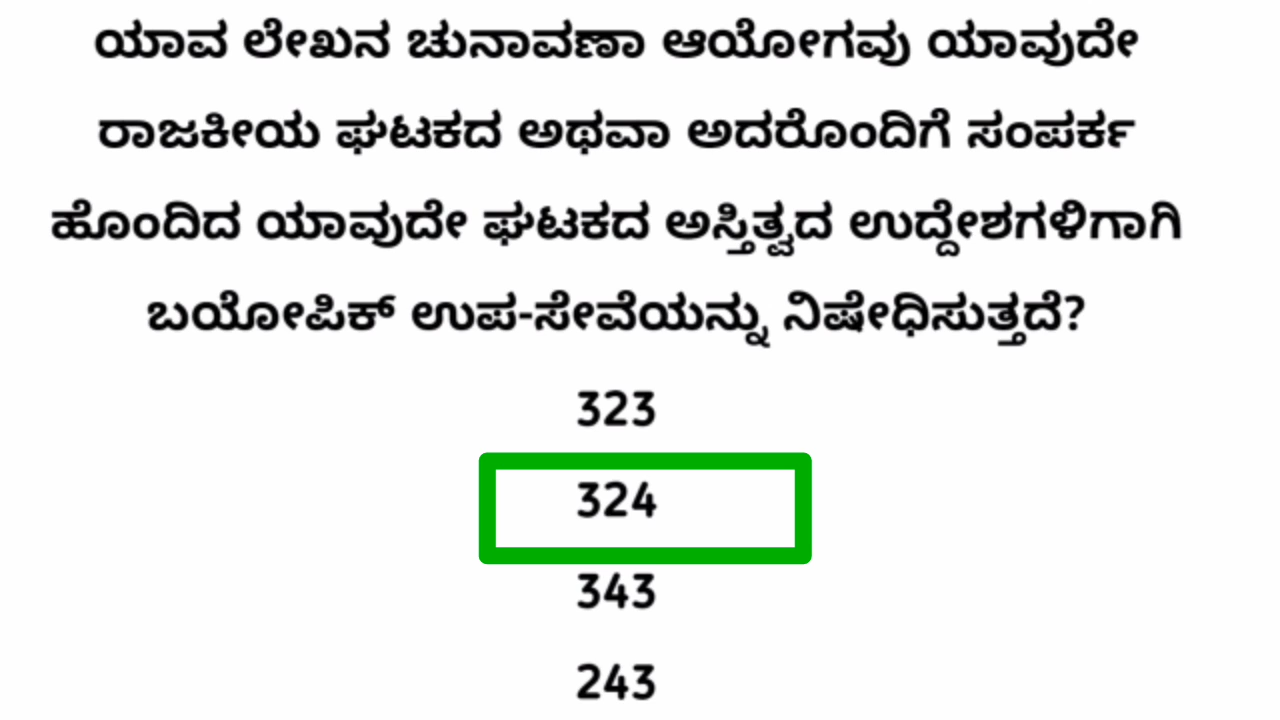 ಯಾವ ಲೇಖನ ಚುನಾವಣಾ ಆಯೋಗವು ಯಾವುದೇ
ರಾಜಕೀಯ ಘಟಕದ ಅಥವಾ ಅದರೊಂದಿಗೆ ಸಂಪರ್ಕ
ಹೊಂದಿದ ಯಾವುದೇ ಘಟಕದ ಅಸ್ತಿತ್ವದ ಉದ್ದೇಶಗಳಿಗಾಗಿ
ಬಯೋಪಿಕ್ ಉಪ-ಸೇವೆಯನ್ನು ನಿಷೇಧಿಸುತ್ತದೆ?
323
324
343
243